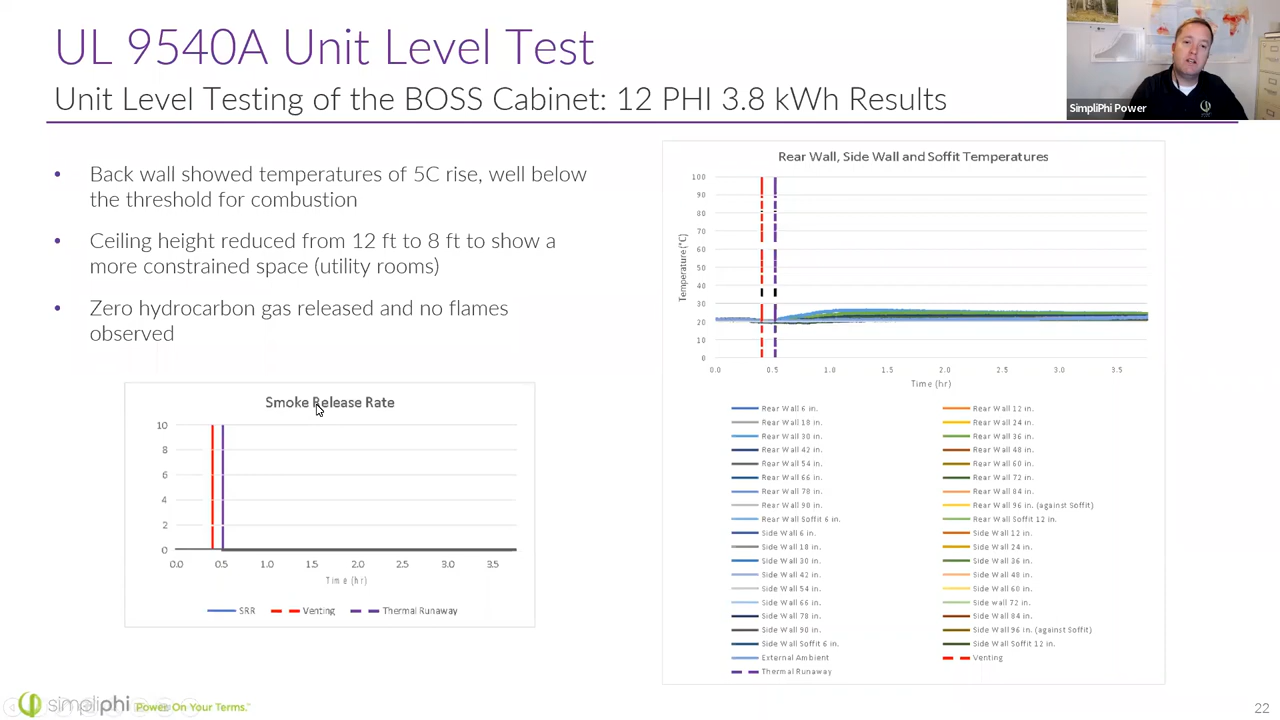 UL 9540A Unit Level Test
Unit Level Testing of the BOSS Cabinet: 12 PHI 3.8 kWh Results
SimpliPhi Power
• Back wall showed temperatures of 5C rise, well below
the threshold for combustion
• Ceiling height reduced from 12 ft to 8 ft to show a
more constrained space (utility rooms)
• Zero hydrocarbon gas released and no flames
observed
Smoke Release Rate
10
8
6
4
2
0
0.0 0.5 1.0 1.5 2.0 2.5 3.0 3.5
Time (hr)
SRR Venting Thermal Runaway
Rear Wall, Side Wall and Soffit Temperatures
Temperature (°C)
100
90
80
70
60
50
40
30
20
10
0
0.0 0.5 1.0 1.5 2.0 2.5 3.0 3.5
Time (hr)
Rear Wall 6 in. Rear Wall 12 in.
Rear Wall 18 in. Rear Wall 24 in.
Rear Wall 30 in. Rear Wall 36 in.
Rear Wall 42 in. Rear Wall 48 in.
Rear Wall 54 in. Rear Wall 60 in.
Rear Wall 66 in. Rear Wall 72 in.
Rear Wall 78 in. Rear Wall 84 in.
Rear Wall 90 in. Rear Wall 96 in. (against Soffit)
Rear Wall Soffit 6 in. Rear Wall Soffit 12 in.
Side Wall 6 in. Side Wall 12 in.
Side Wall 18 in. Side Wall 24 in.
Side Wall 30 in. Side Wall 36 in.
Side Wall 42 in. Side Wall 48 in.
Side Wall 54 in. Side Wall 60 in.
Side Wall 66 in. Side wall 72 in.
Side Wall 78 in. Side Wall 84 in.
Side Wall 90 in. Side Wall 96 in. (against Soffit)
Side Wall Soffit 6 in. Side Wall Soffit 12 in.
External Ambient Venting
Thermal Runaway
simpliphi Power On Your Terms.™
22